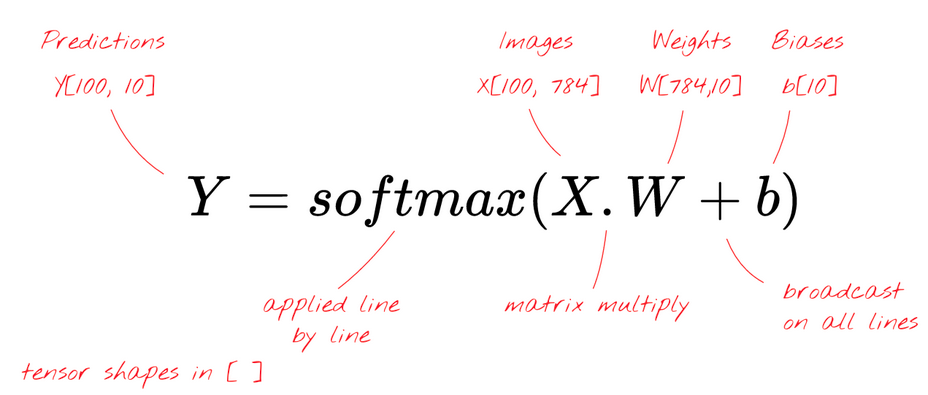 Predictions
Y[100, 10]
Images
X[100, 784]
Weights
W[784,10]
Biases
b[10]
Y = softmax(X.W + b)
applied line
by line
matrix multiply
broadcast
on all lines
tensor shapes in [ ]